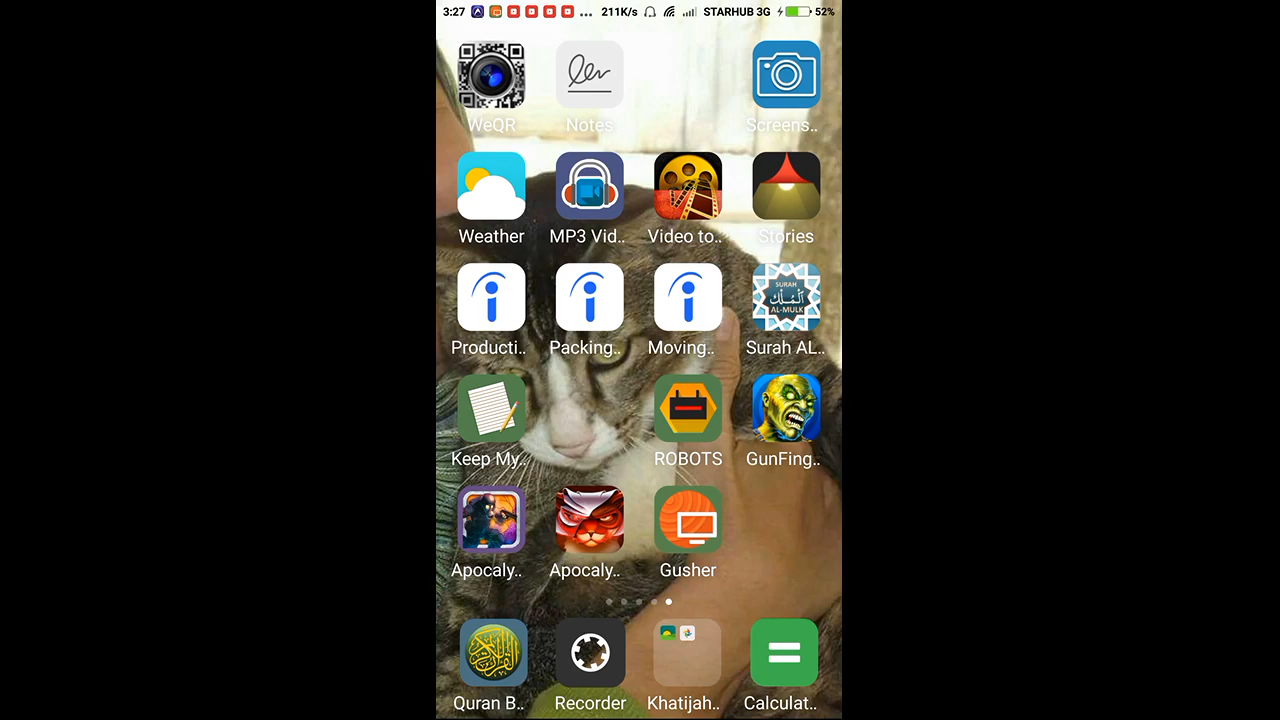 3:27 ... 211K/s STARHUB 3G 52%
WeQR Notes Screens..
Weather MP3 Vid.. Video to.. Stories
SURAH
الملك
AL-MULK
Producti.. Packing.. Moving.. Surah AL..
Keep My.. ROBOTS GunFing..
Apocaly.. Apocaly.. Gusher
Quran B.. Recorder Khatijah.. Calculat..